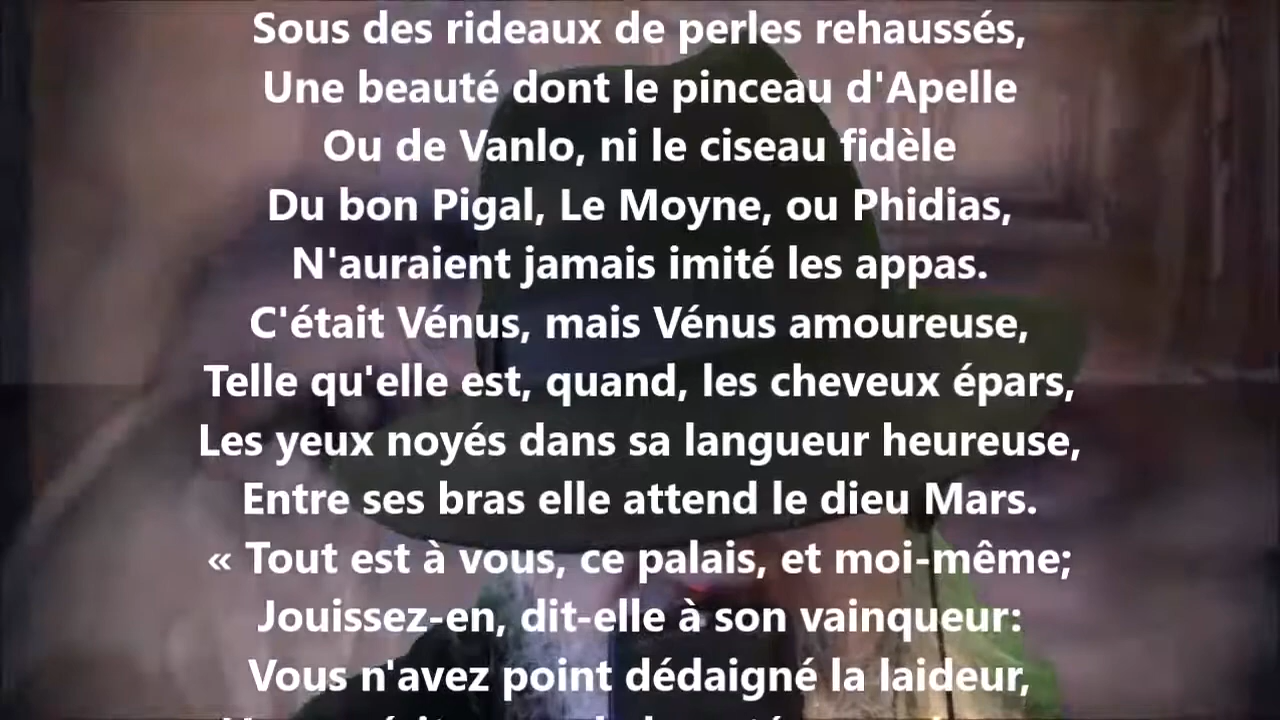 Sous des rideaux de perles rehaussés,
Une beauté dont le pinceau d'Apelle
Ou de Vanlo, ni le ciseau fidèle
Du bon Pigal, Le Moyne, ou Phidias,
N'auraient jamais imité les appas.
C'était Vénus, mais Vénus amoureuse,
Telle qu'elle est, quand, les cheveux épars,
Les yeux noyés dans sa langueur heureuse,
Entre ses bras elle attend le dieu Mars.
« Tout est à vous, ce palais, et moi-même;
Jouissez-en, dit-elle à son vainqueur:
Vous n'avez point dédaigné la laideur,